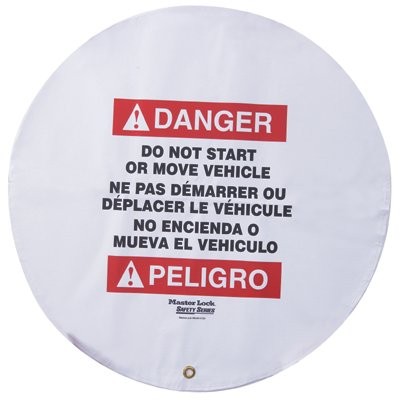 DANGER
DO NOT START
OR MOVE VEHICLE
NE PAS DÉMARRER OU
DÉPLACER LE VÉHICULE
NO ENCIENDA O
MUEVA EL VEHICULO
PELIGRO
Master Lock
SAFETY SERIES